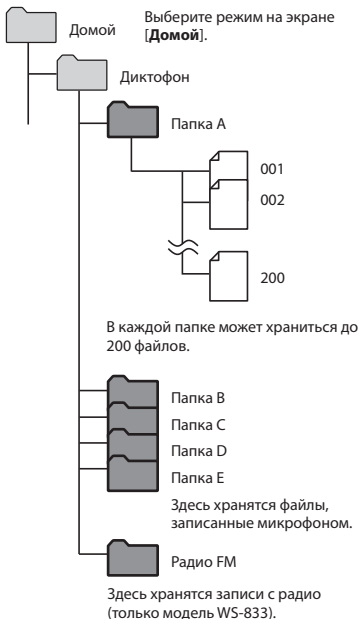 Домой
Выберите режим на экране
[Домой].
Диктофон
Папка A
001
002
200
В каждой папке может храниться до
200 файлов.
Папка B
Папка C
Папка D
Папка E
Здесь хранятся файлы,
записанные микрофоном.
Радио FM
Здесь хранятся записи с радио
(только модель WS-833).